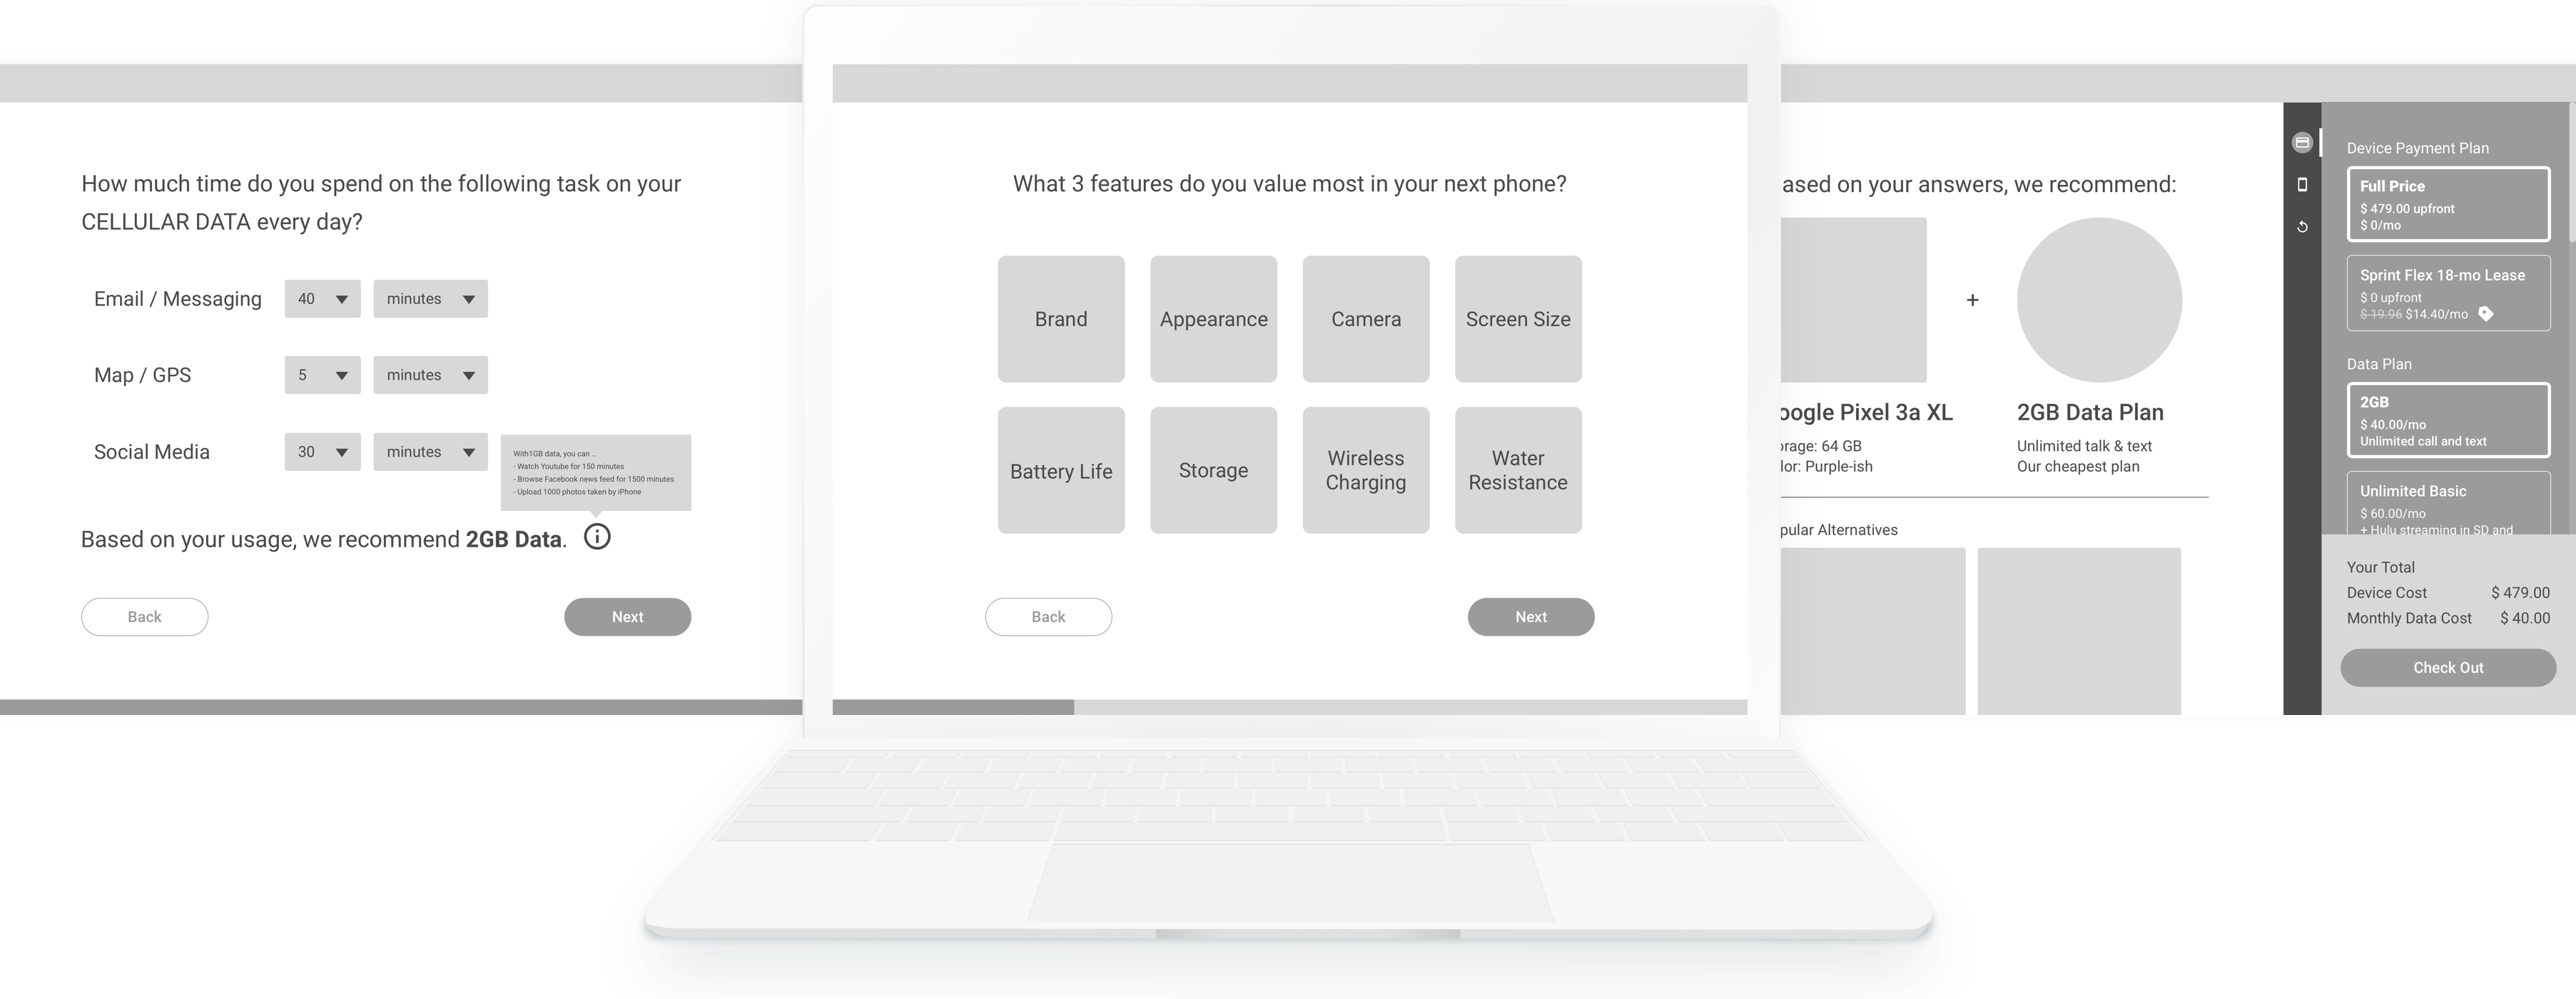 How much time do you spend on the following task on your
CELLULAR DATA every day?
Email / Messaging 40 minutes
Map / GPS 5 minutes
Social Media 30 minutes
With1GB data, you can ...
- Watch Youtube for 150 minutes
- Browse Facebook news feed for 1500 minutes
- Upload 1000 photos taken by iPhone
Based on your usage, we recommend 2GB Data.
Back Next
What 3 features do you value most in your next phone?
Brand Appearance Camera Screen Size
Battery Life Storage Wireless Charging Water Resistance
Back Next
ased on your answers, we recommend:
+
oogle Pixel 3a XL
orage: 64 GB
lor: Purple-ish
2GB Data Plan
Unlimited talk & text
Our cheapest plan
pular Alternatives
Device Payment Plan
Full Price
$ 479.00 upfront
$ 0/mo
Sprint Flex 18-mo Lease
$ 0 upfront
$ 19.96 $14.40/mo
Data Plan
2GB
$ 40.00/mo
Unlimited call and text
Unlimited Basic
$ 60.00/mo
+ Hulu streaming in SD and
Your Total
Device Cost $ 479.00
Monthly Data Cost $ 40.00
Check Out